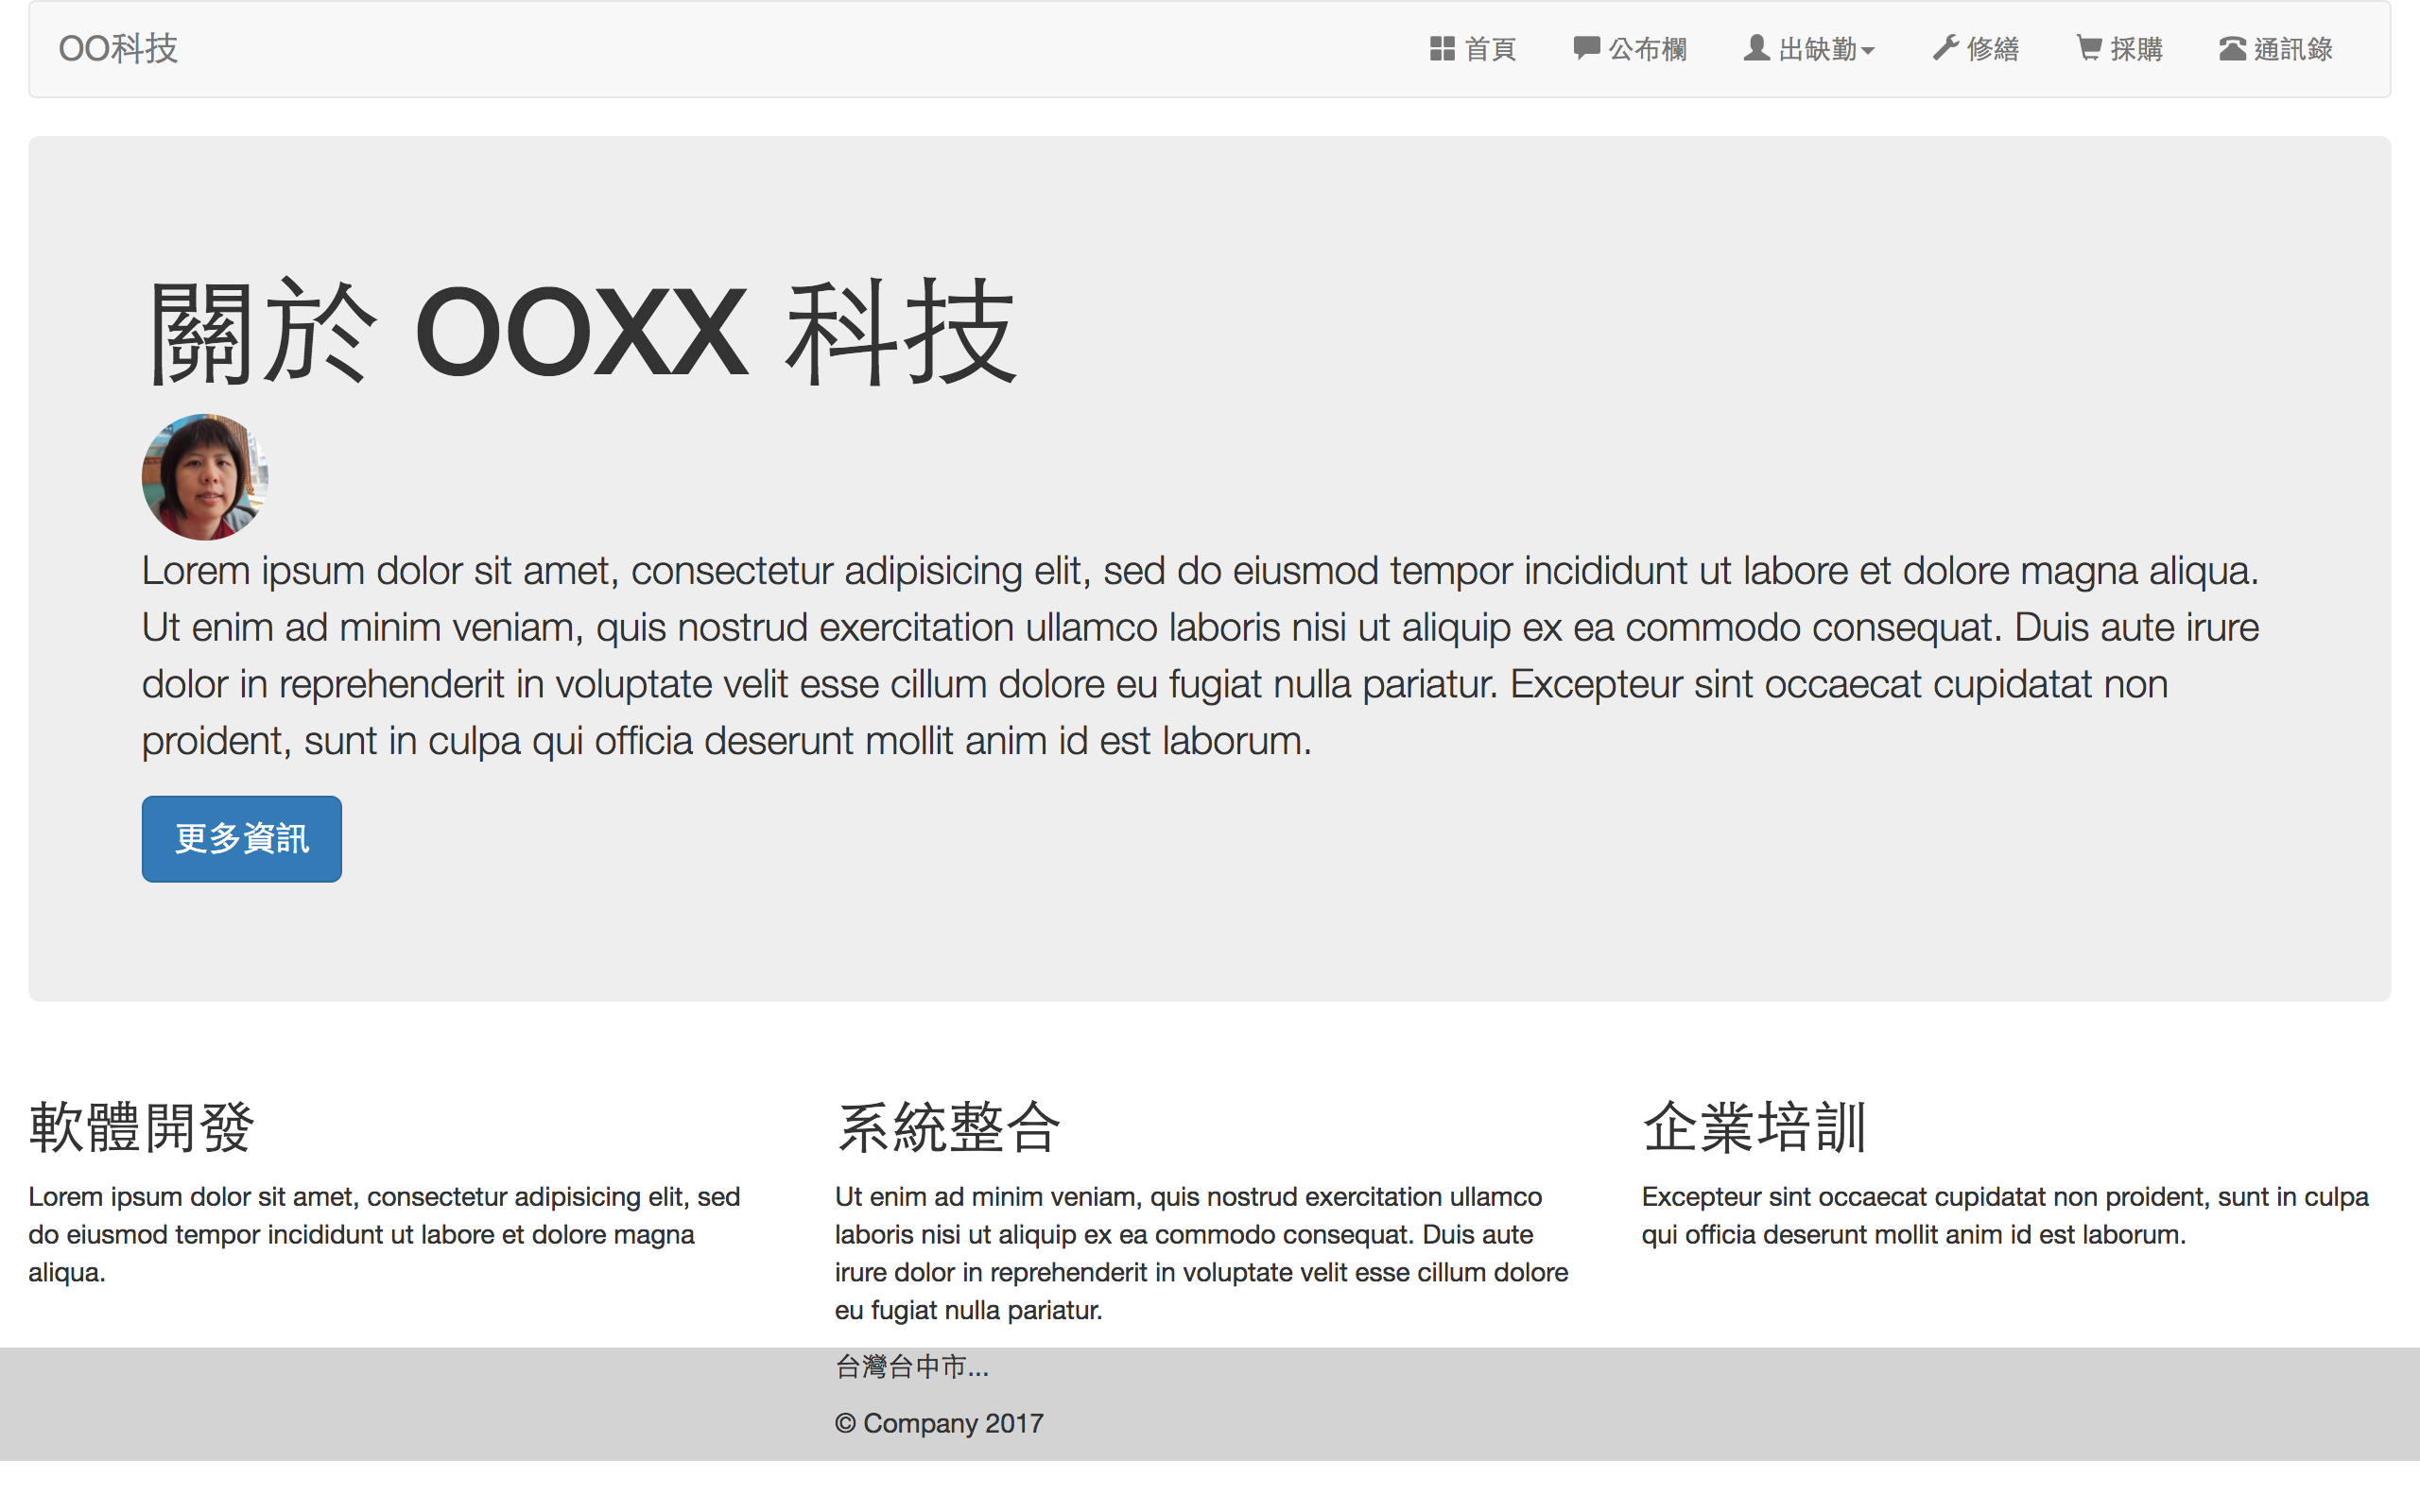 OO科技
首頁
公布欄
出缺勤
修繕
採購
通訊錄
關於 OOXX 科技
Lorem ipsum dolor sit amet, consectetur adipisicing elit, sed do eiusmod tempor incididunt ut labore et dolore magna aliqua.
Ut enim ad minim veniam, quis nostrud exercitation ullamco laboris nisi ut aliquip ex ea commodo consequat. Duis aute irure
dolor in reprehenderit in voluptate velit esse cillum dolore eu fugiat nulla pariatur. Excepteur sint occaecat cupidatat non
proident, sunt in culpa qui officia deserunt mollit anim id est laborum.
更多資訊
軟體開發
Lorem ipsum dolor sit amet, consectetur adipisicing elit, sed
do eiusmod tempor incididunt ut labore et dolore magna
aliqua.
系統整合
Ut enim ad minim veniam, quis nostrud exercitation ullamco
laboris nisi ut aliquip ex ea commodo consequat. Duis aute
irure dolor in reprehenderit in voluptate velit esse cillum dolore
eu fugiat nulla pariatur.
企業培訓
Excepteur sint occaecat cupidatat non proident, sunt in culpa
qui officia deserunt mollit anim id est laborum.
台灣台中市...
© Company 2017